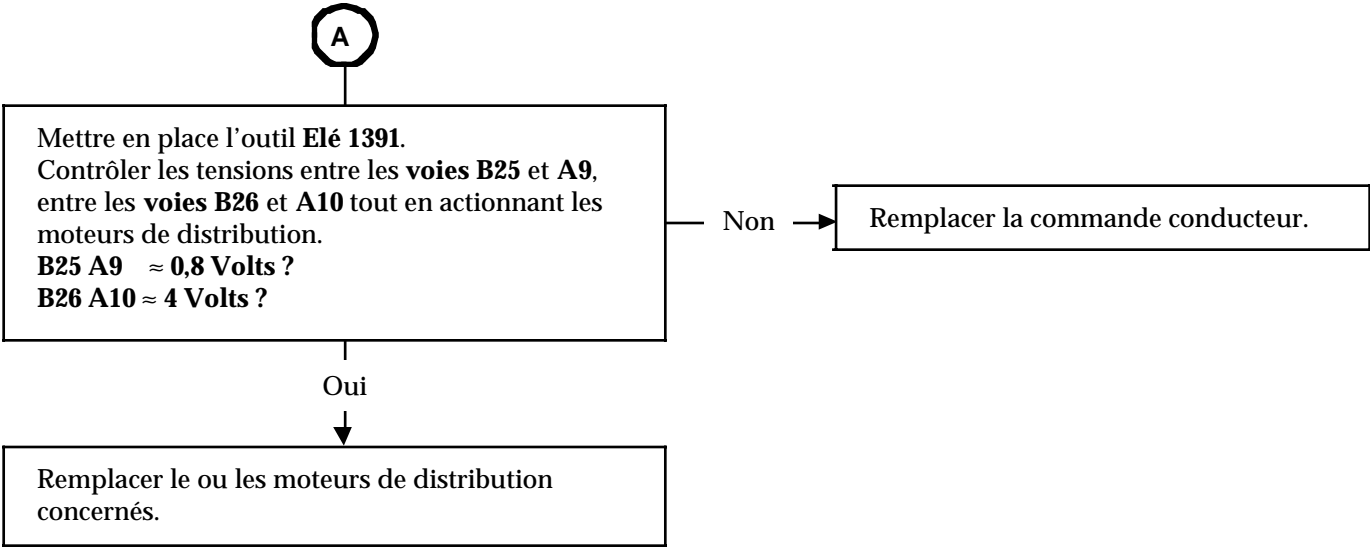 A
Mettre en place l’outil Elé 1391.
Contrôler les tensions entre les voies B25 et A9,
entre les voies B26 et A10 tout en actionnant les
moteurs de distribution.
B25 A9 ≈ 0,8 Volts ?
B26 A10 ≈ 4 Volts ?
Non
Remplacer la commande conducteur.
Oui
Remplacer le ou les moteurs de distribution
concernés.